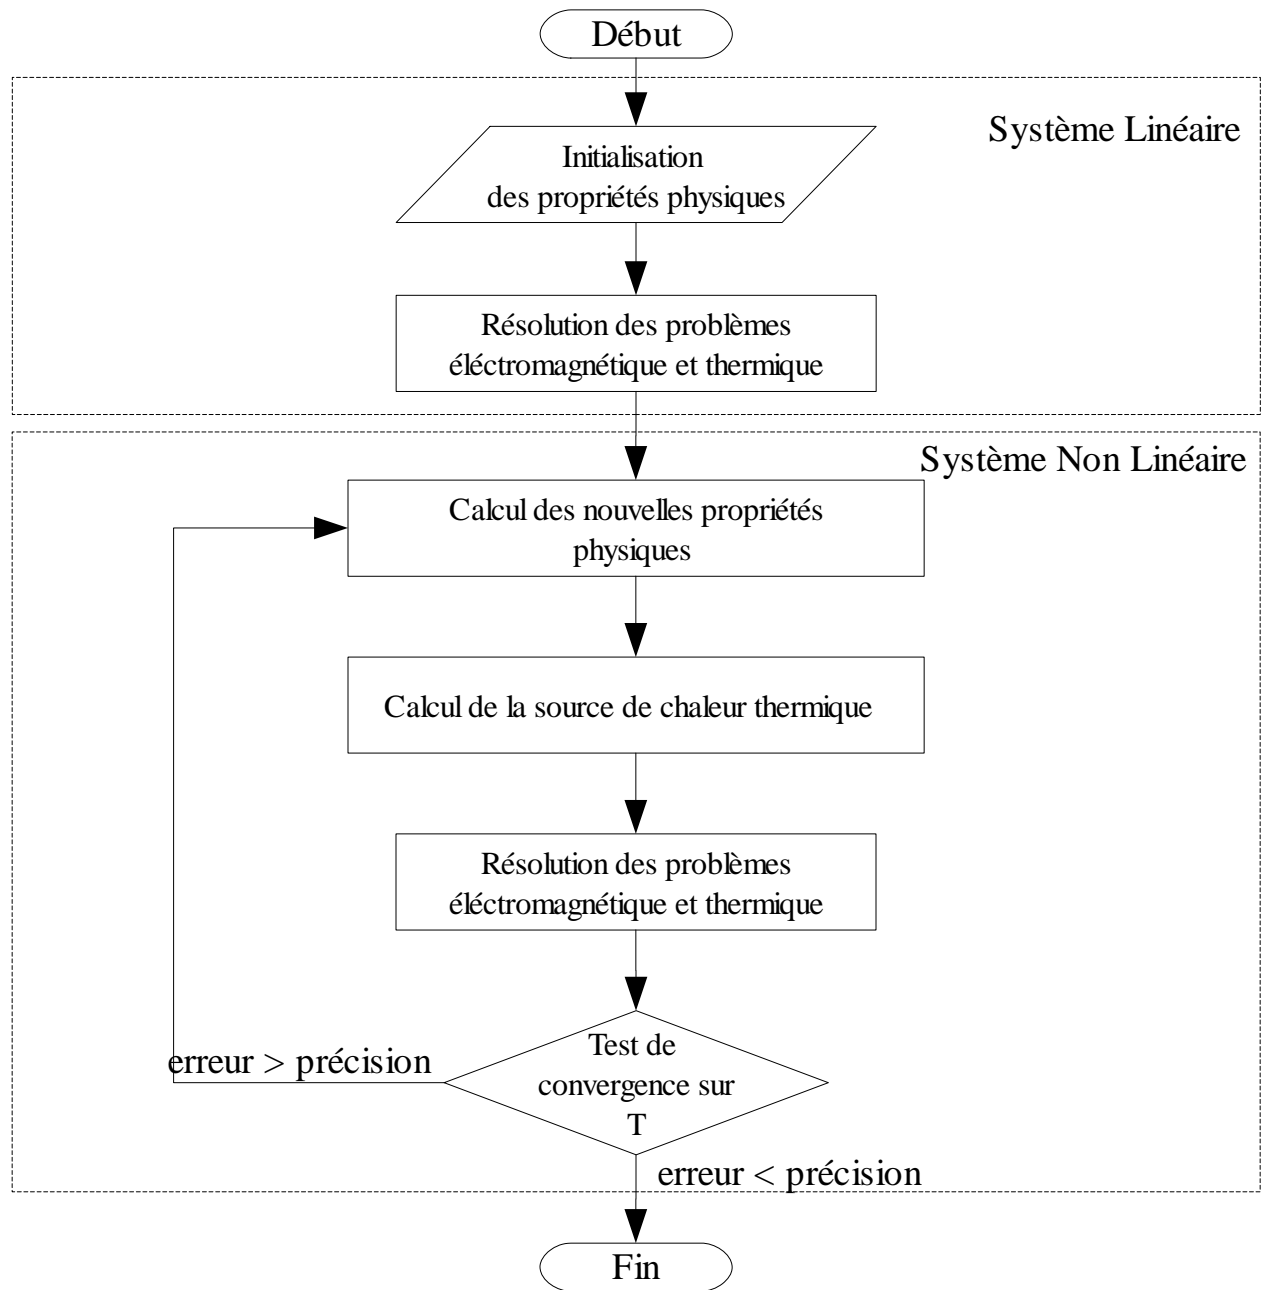 Début
Système Linéaire
Initialisation
des propriétés physiques
Résolution des problèmes
éléctromagnétique et thermique
Système Non Linéaire
Calcul des nouvelles propriétés
physiques
Calcul de la source de chaleur thermique
Résolution des problèmes
éléctromagnétique et thermique
Test de
convergence sur
T
erreur > précision
erreur < précision
Fin